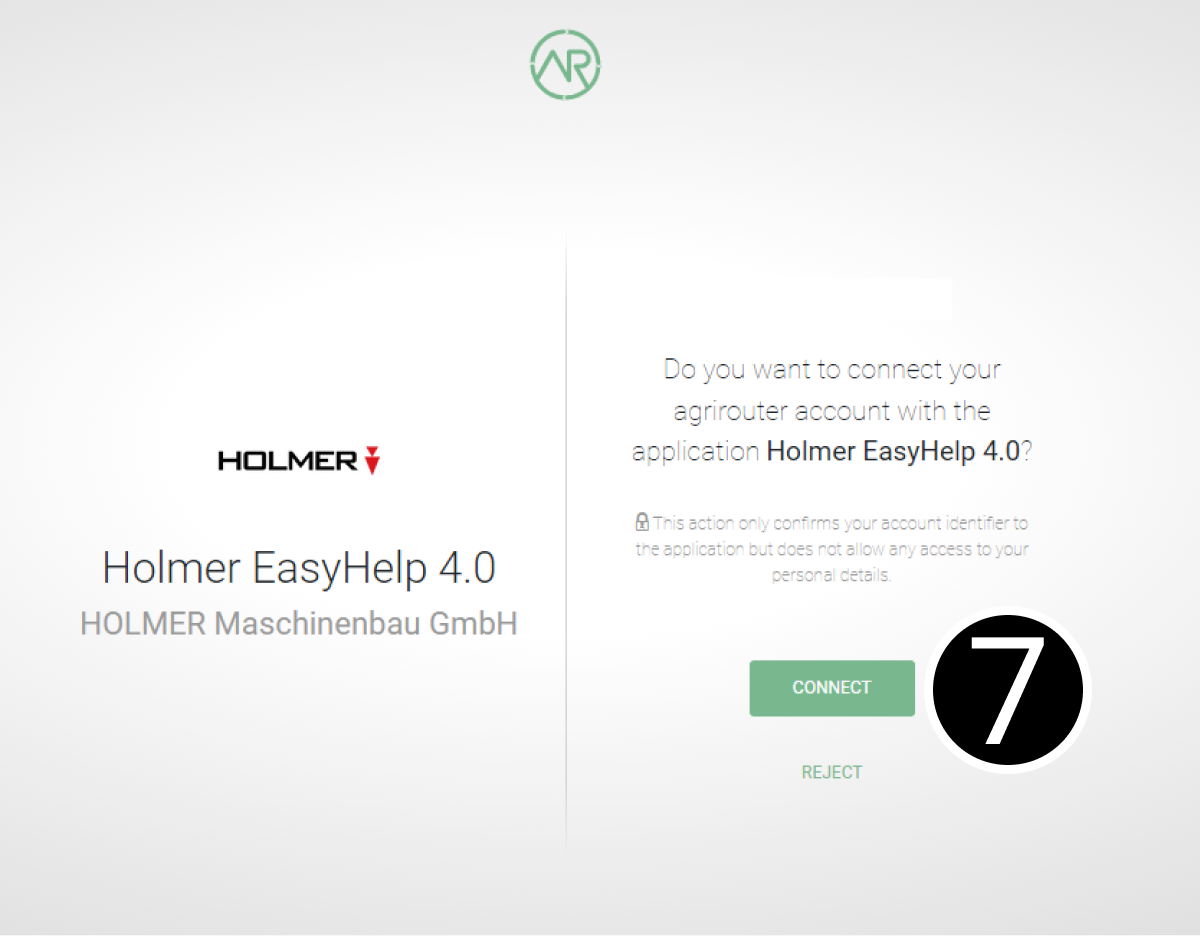 AR
HOLMER
Holmer EasyHelp 4.0
HOLMER Maschinenbau GmbH
Do you want to connect your
agrirouter account with the
application Holmer EasyHelp 4.0?
This action only confirms your account identifier to
the application but does not allow any access to your
personal details.
CONNECT
7
REJECT